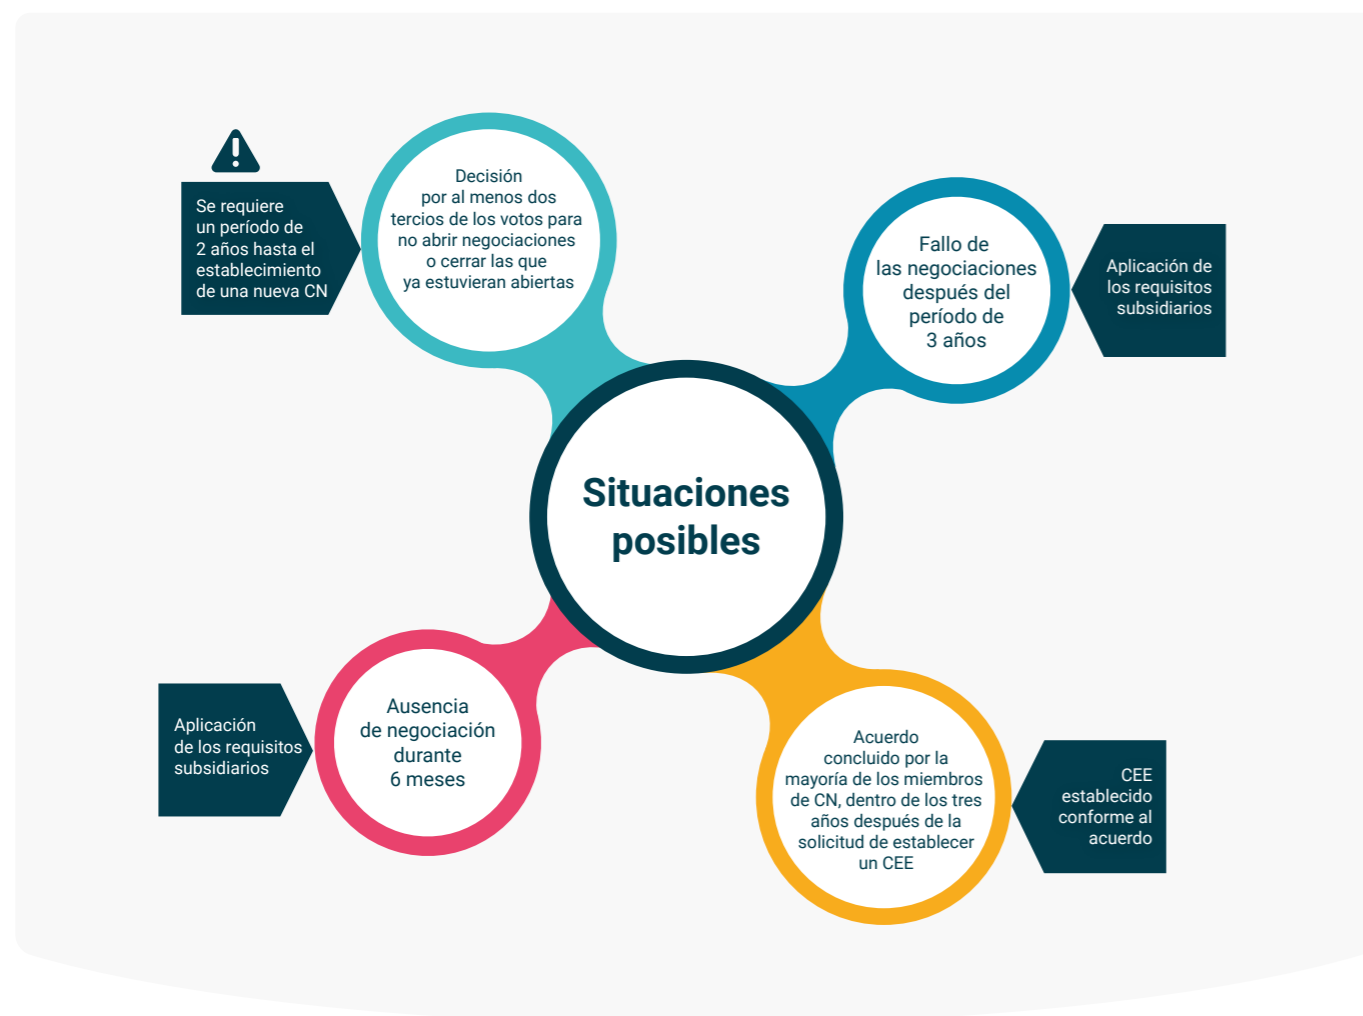 Se requiere
un período de
2 años hasta el
establecimiento
de una nueva CN
Decisión
por al menos dos
tercios de los votos para
no abrir negociaciones
o cerrar las que
ya estuvieran abiertas
Fallo de
las negociaciones
después del
período de
3 años
Aplicación de
los requisitos
subsidiarios
Situaciones
posibles
Aplicación
de los requisitos
subsidiarios
Ausencia
de negociación
durante
6 meses
Acuerdo
concluido por la
mayoría de los miembros
de CN, dentro de los tres
años después de la
solicitud de establecer
un CEE
CEE
establecido
conforme al
acuerdo